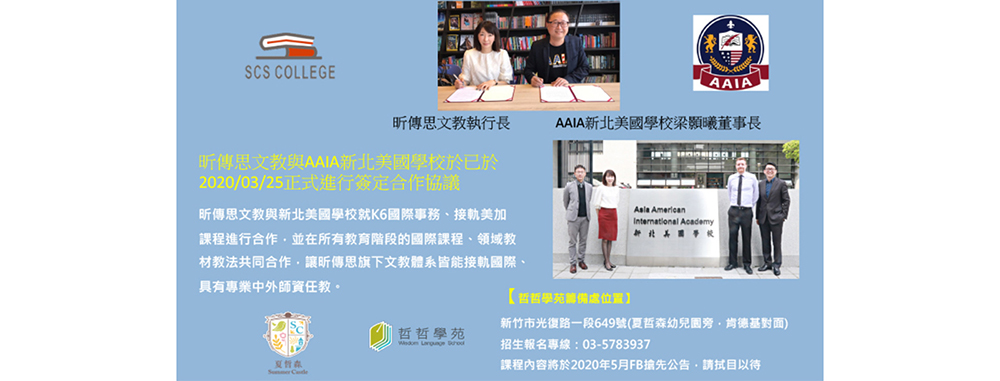 SCS COLLEGE
AAIA
昕傳思文教執行長
AAIA新北美國學校梁顥曦董事長
昕傳思文教與AAIA新北美國學校於已於
2020/03/25正式進行簽定合作協議
昕傳思文教與新北美國學校就K6國際事務、接軌美加
課程進行合作，並在所有教育階段的國際課程、領域教
材教法共同合作，讓昕傳思旗下文教體系皆能接軌國際、
具有專業中外師資任教。
Asia American
International Academy
新北美國學校
【哲哲學苑籌備處位置】
新竹市光復路一段649號(夏哲森幼兒園旁，肯德基對面)
招生報名專線：03-5783937
課程內容將於2020年5月FB搶先公告，請拭目以待
SC
夏哲森
Summer Castle
哲哲學苑
Wisdom Language School